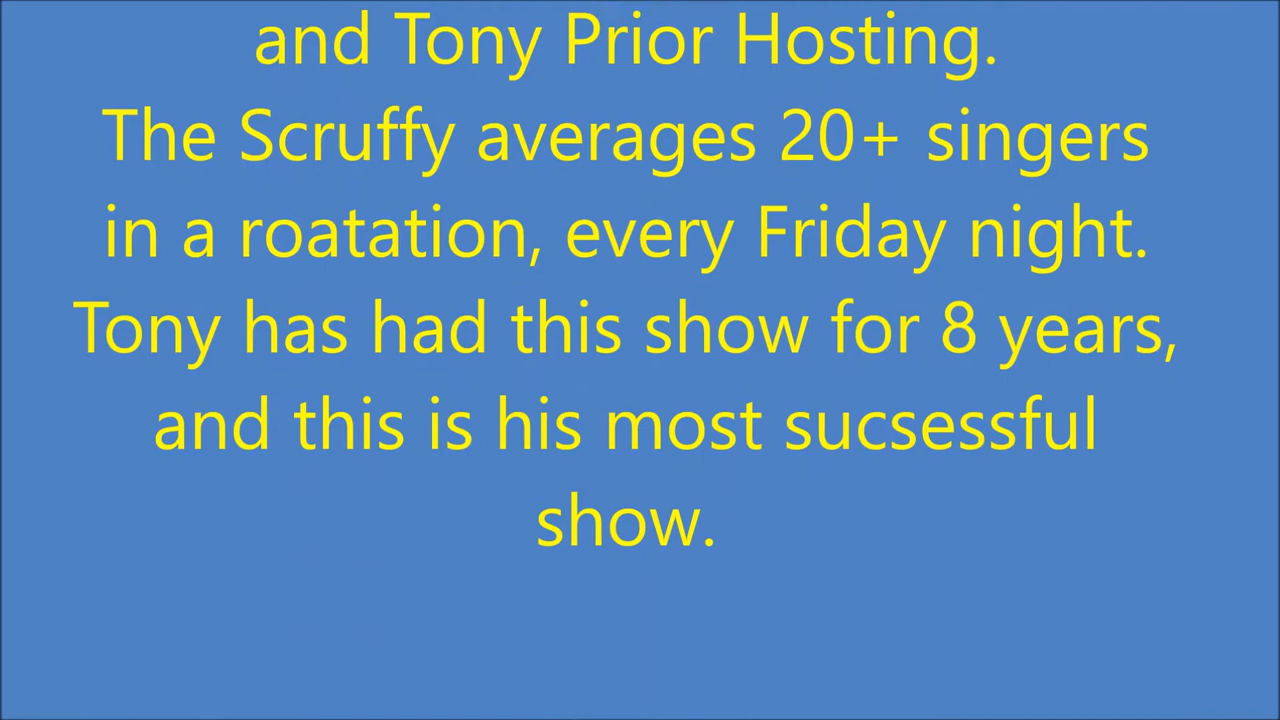 and Tony Prior Hosting.
The Scruffy averages 20+ singers
in a roatation, every Friday night.
Tony has had this show for 8 years,
and this is his most sucsessful
show.